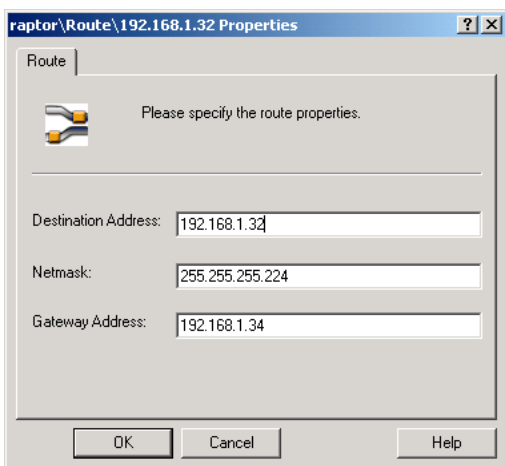 raptor\Route\192.168.1.32 Properties
Route
Please specify the route properties.
Destination Address: 192.168.1.32
Netmask: 255.255.255.224
Gateway Address: 192.168.1.34
OK Cancel Help